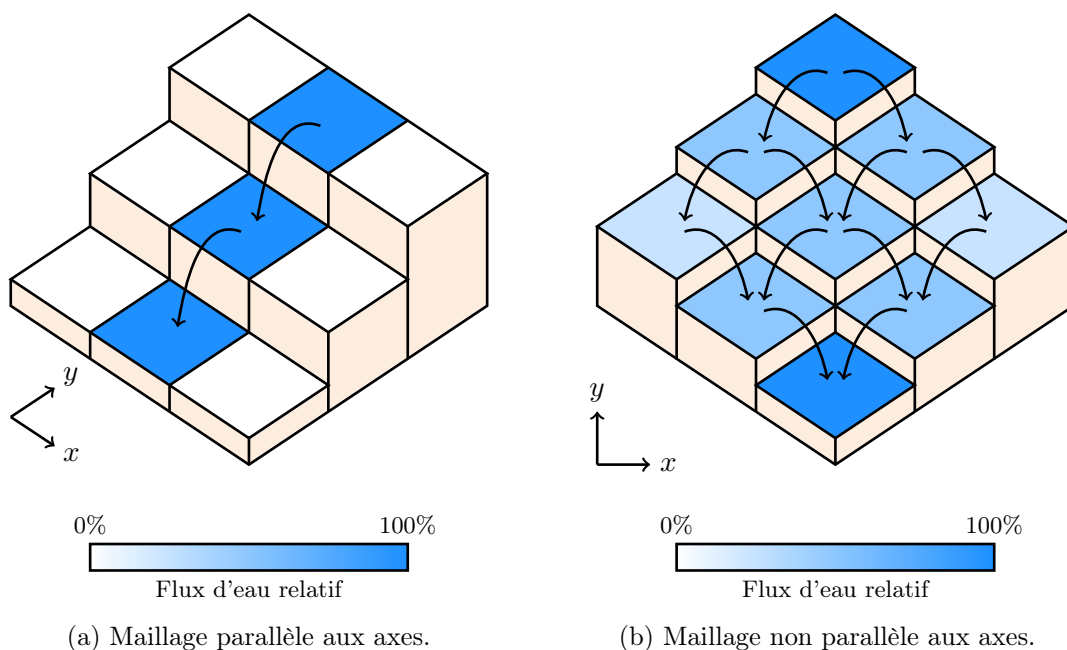 y
x
0%
100%
Flux d'eau relatif
(a) Maillage parallèle aux axes.
y
x
0%
100%
Flux d'eau relatif
(b) Maillage non parallèle aux axes.